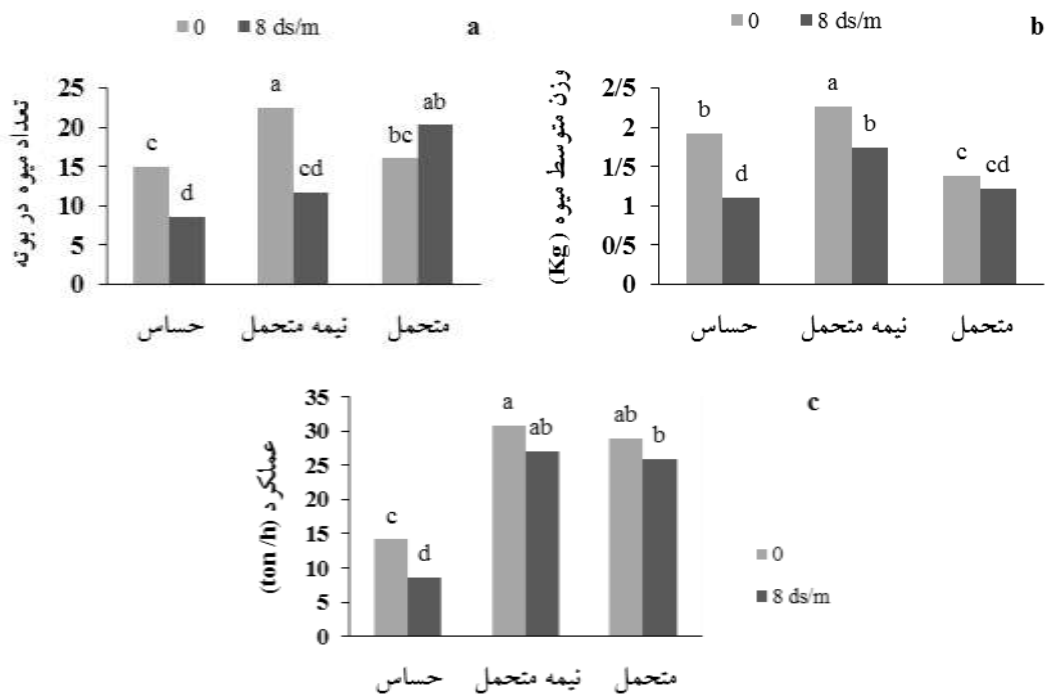 0 8 ds/m
a
تعداد میوه در بوته
25
20
15
10
5
0
c d a cd bc ab
حساس نیمه متحمل متحمل
0 8 ds/m
b
وزن متوسط میوه (Kg)
2/5
2
1/5
1
0/5
0
b d a b c cd
حساس نیمه متحمل متحمل
c
عملکرد (ton /h)
35
30
25
20
15
10
5
0
c d a ab ab b
حساس نیمه متحمل متحمل
0
8 ds/m